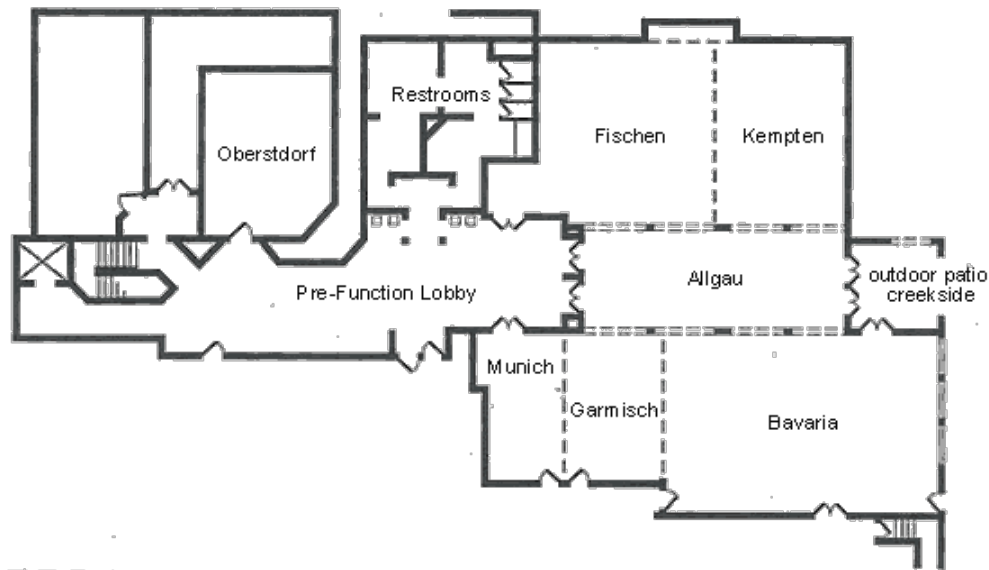 Restrooms
Oberstdorf
Fischen
Kempten
Pre-Function Lobby
Allgau
outdoor patio
creekside
Munich
Garmisch
Bavaria